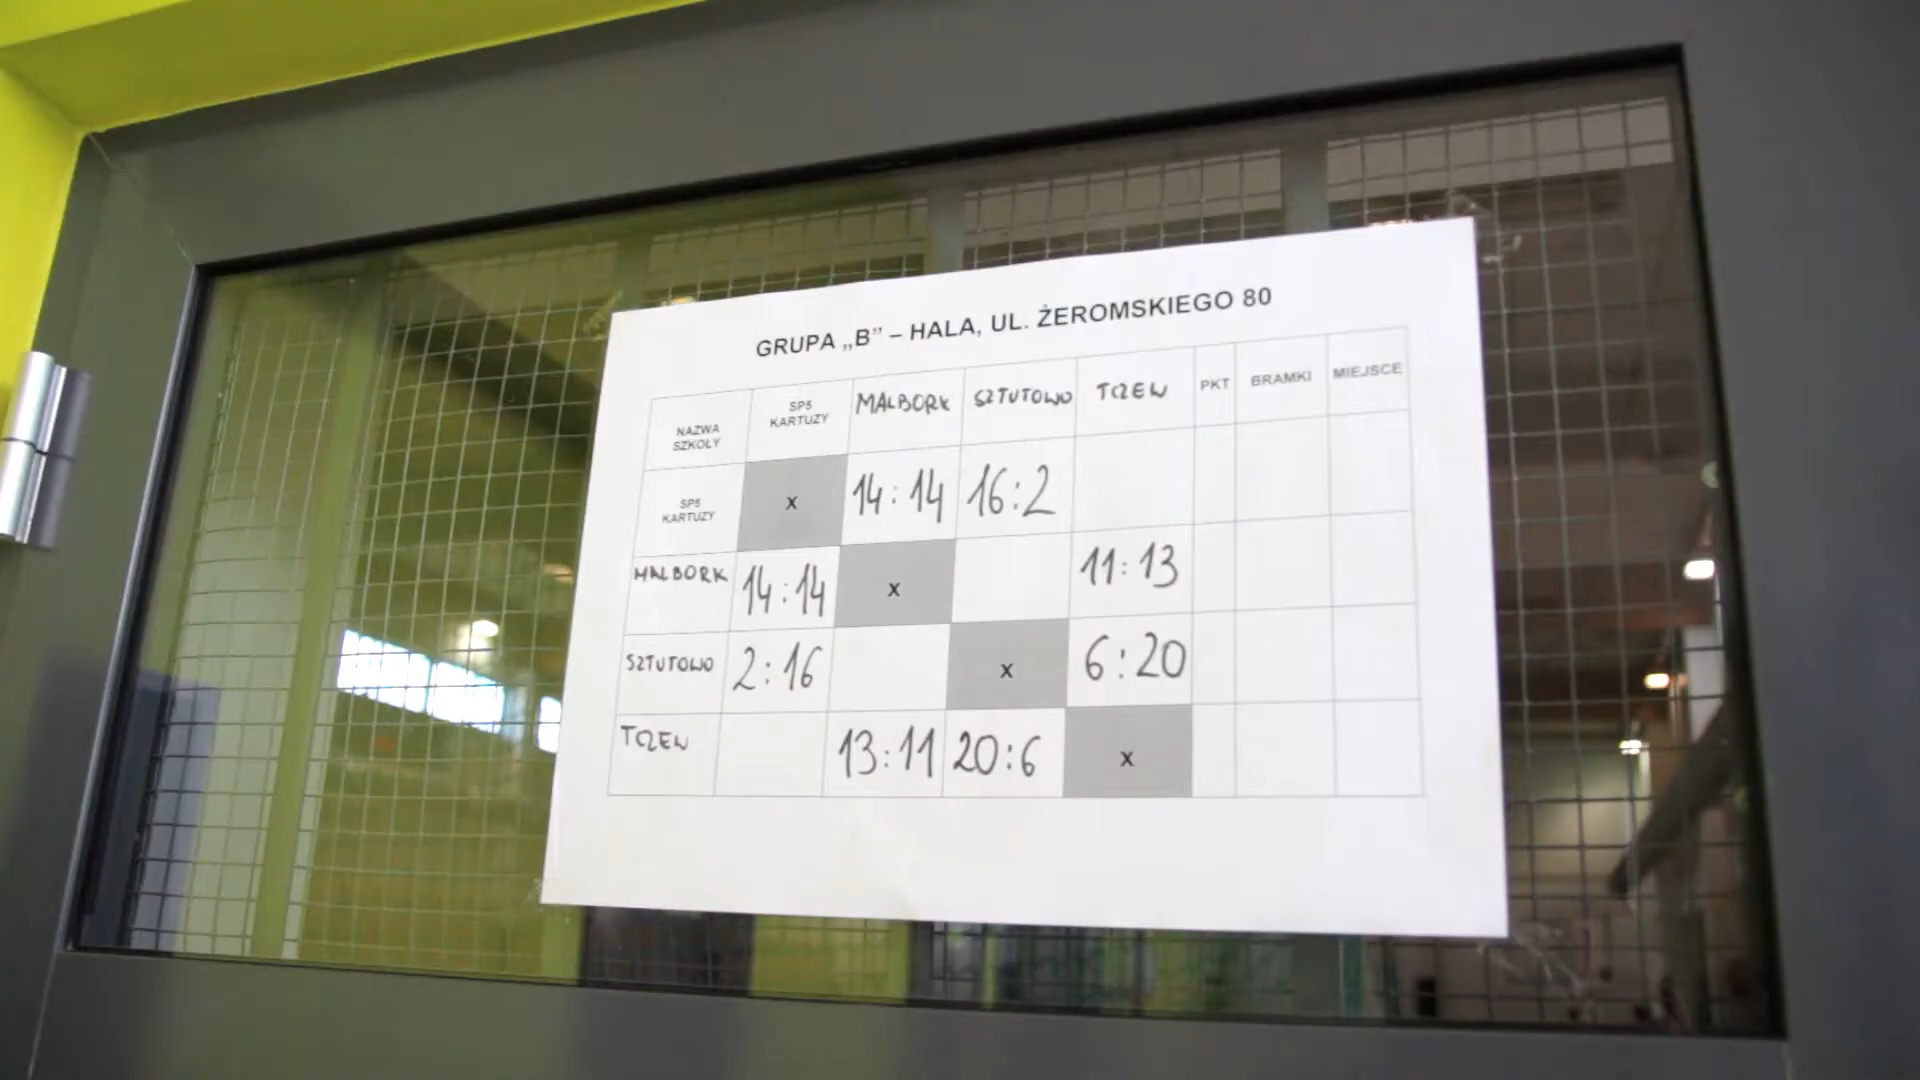 GRUPA „B” – HALA, UL. ŻEROMSKIEGO 80
NAZWA SZKOŁY SP5 KARTUZY MALBORK SZTUTOWO TCZEW PKT BRAMKI MIEJSCE
SP5 KARTUZY x 14:14 16:2
MALBORK 14:14 x 11:13
SZTUTOWO 2:16 x 6:20
TCZEW 13:11 20:6 x